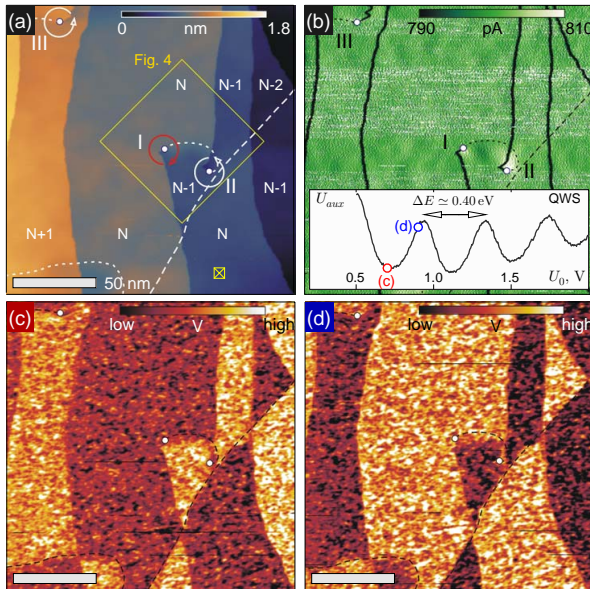 (a)
0 nm 1.8
III
Fig. 4
N N-1 N-2
I
II
N-1 N-1
N+1 N N
50 nm
(b)
790 pA 810
III
I
II
U_aux ΔE ≃ 0.40 eV QWS
(d)
(c)
0.5 1.0 1.5 U_0, V
(c)
low V high
(d)
low V high